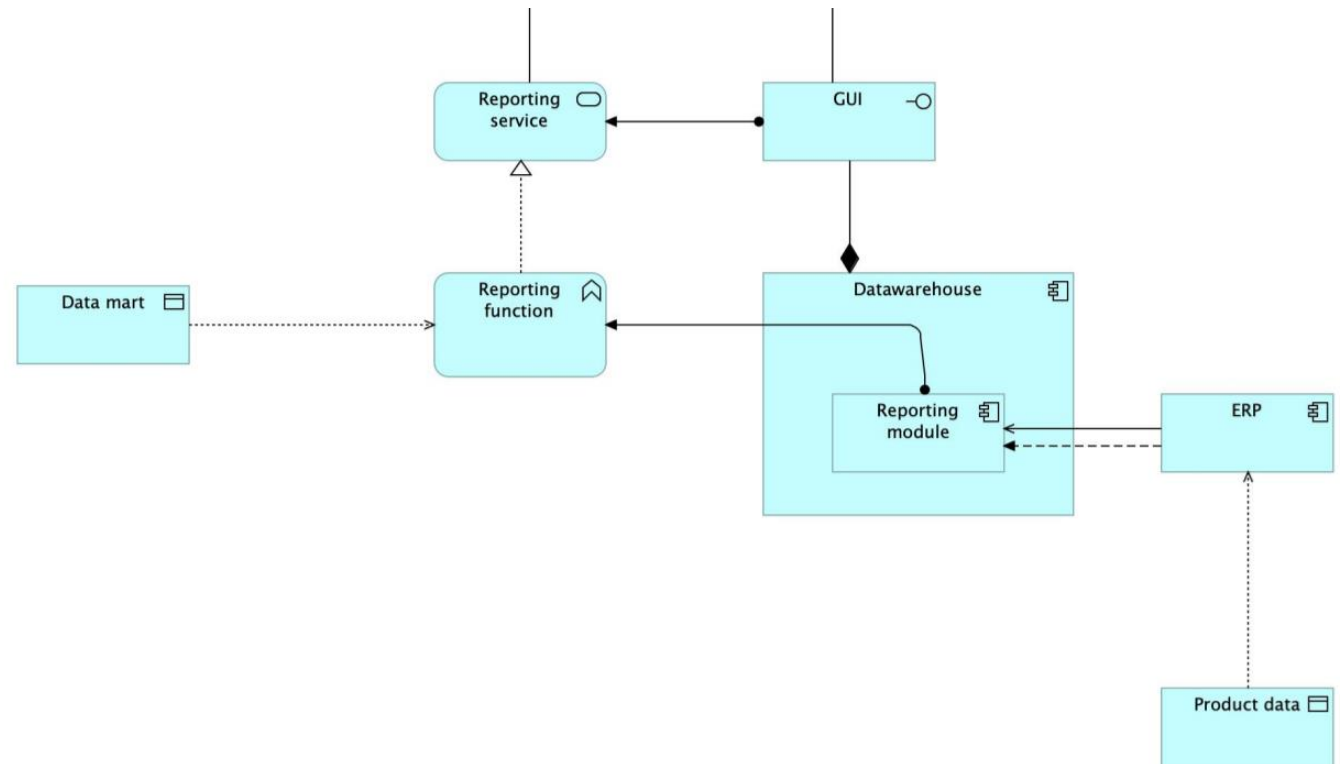 Reporting
service
GUI
Data mart
Reporting
function
Datawarehouse
Reporting
module
ERP
Product data